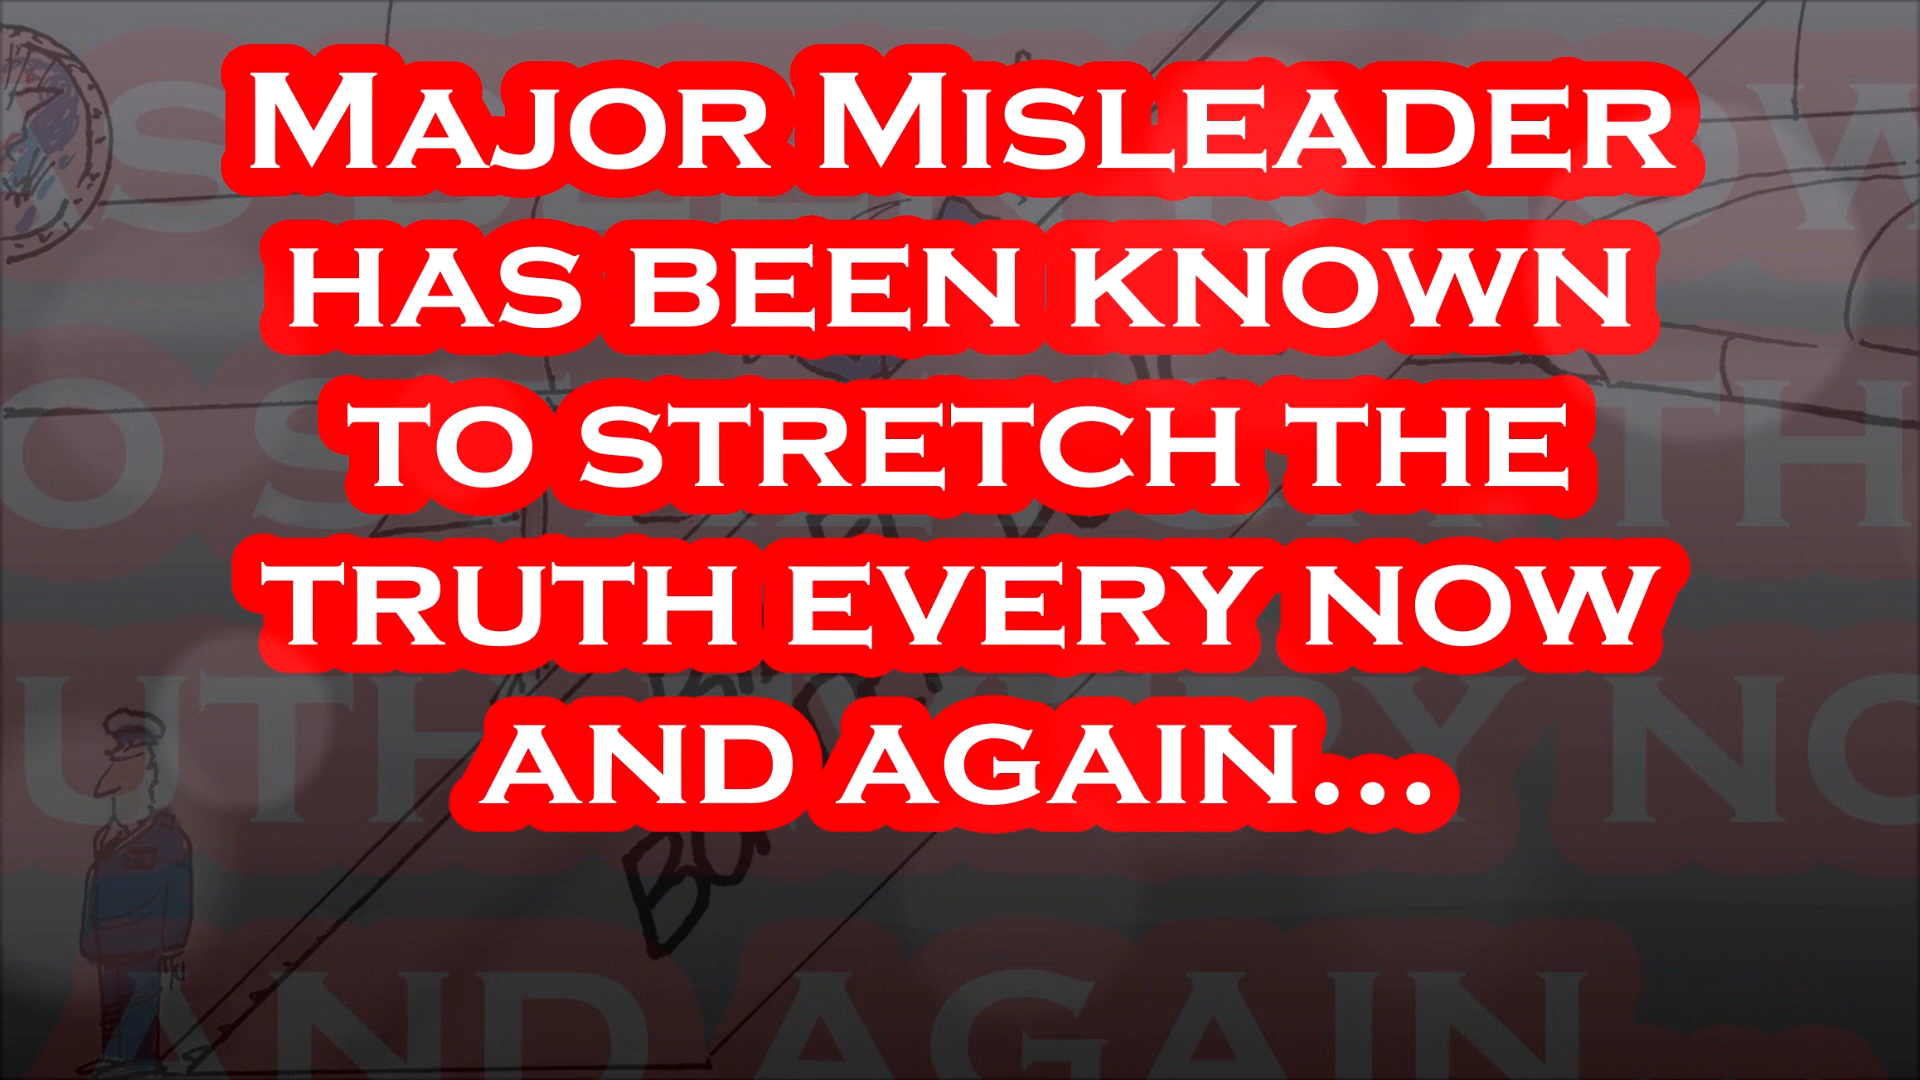 Major Misleader
has been known
to stretch the
truth every now
and again...